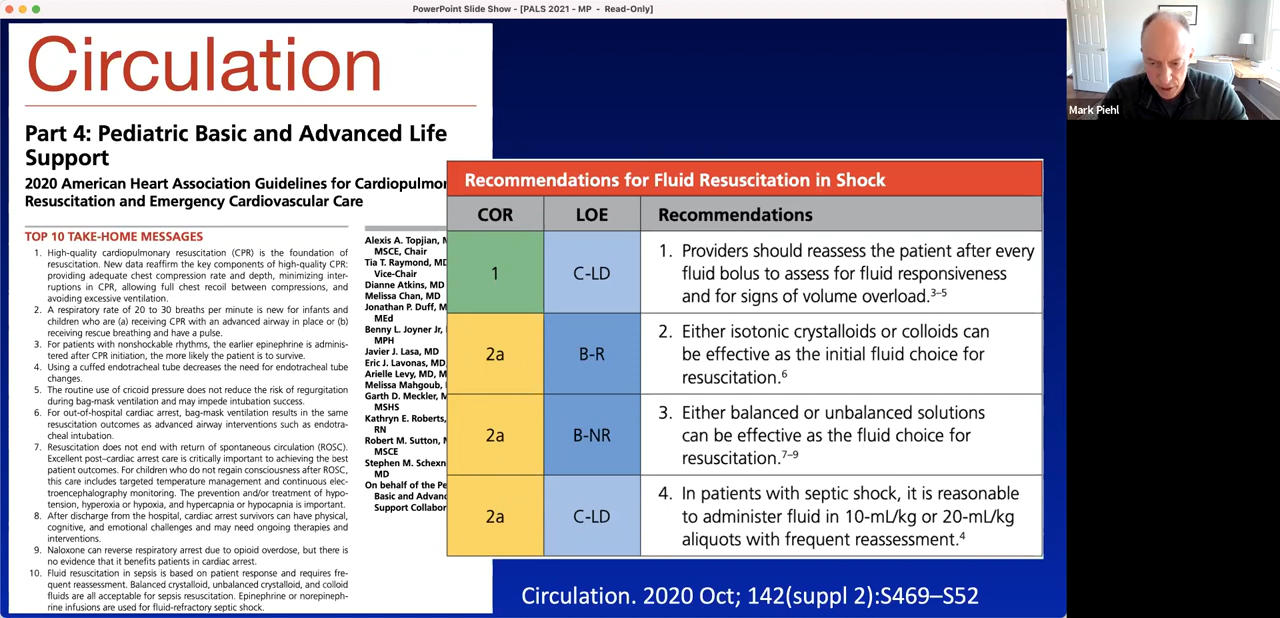 PowerPoint Slide Show - [PALS 2021 - MP - Read-Only]
Circulation
Part 4: Pediatric Basic and Advanced Life
Support
2020 American Heart Association Guidelines for Cardiopulmo
Resuscitation and Emergency Cardiovascular Care
TOP 10 TAKE-HOME MESSAGES
1. High-quality cardiopulmonary resuscitation (CPR) is the foundation of
resuscitation. New data reaffirm the key components of high-quality CPR:
providing adequate chest compression rate and depth, minimizing inter-
ruptions in CPR, allowing full chest recoil between compressions, and
avoiding excessive ventilation.
2. A respiratory rate of 20 to 30 breaths per minute is new for infants and
children who are (a) receiving CPR with an advanced airway in place or (b)
receiving rescue breathing and have a pulse.
3. For patients with nonshockable rhythms, the earlier epinephrine is adminis-
tered after CPR initiation, the more likely the patient is to survive.
4. Using a cuffed endotracheal tube decreases the need for endotracheal tube
changes.
5. The routine use of cricoid pressure does not reduce the risk of regurgitation
during bag-mask ventilation and may impede intubation success.
6. For out-of-hospital cardiac arrest, bag-mask ventilation results in the same
resuscitation outcomes as advanced airway interventions such as endotra-
cheal intubation.
7. Resuscitation does not end with return of spontaneous circulation (ROSC).
Excellent post–cardiac arrest care is critically important to achieving the best
patient outcomes. For children who do not regain consciousness after ROSC,
this care includes targeted temperature management and continuous elec-
troencephalography monitoring. The prevention and/or treatment of hypo-
tension, hyperoxia or hypoxia, and hypercapnia or hypocapnia is important.
8. After discharge from the hospital, cardiac arrest survivors can have physical,
cognitive, and emotional challenges and may need ongoing therapies and
interventions.
9. Naloxone can reverse respiratory arrest due to opioid overdose, but there is
no evidence that it benefits patients in cardiac arrest.
10. Fluid resuscitation in sepsis is based on patient response and requires fre-
quent reassessment. Balanced crystalloid, unbalanced crystalloid, and colloid
fluids are all acceptable for sepsis resuscitation. Epinephrine or norepineph-
rine infusions are used for fluid-refractory septic shock.
Alexis A. Topjian,
MSCE, Chair
Tia T. Raymond, MD
Vice-Chair
Dianne Atkins, MD
Melissa Chan, MD
Jonathan P. Duff, M
MEd
Benny L. Joyner Jr,
MPH
Javier J. Lasa, MD
Eric J. Lavonas, MD,
Arielle Levy, MD, M
Melissa Mahgoub,
Garth D. Meckler, M
MSHS
Kathryn E. Roberts,
RN
Robert M. Sutton,
MSCE
Stephen M. Schexn
MD
On behalf of the Pe
Basic and Advanc
Support Collabor
Recommendations for Fluid Resuscitation in Shock
COR LOE Recommendations
1 C-LD 1. Providers should reassess the patient after every
fluid bolus to assess for fluid responsiveness
and for signs of volume overload.3–5
2a B-R 2. Either isotonic crystalloids or colloids can
be effective as the initial fluid choice for
resuscitation.6
2a B-NR 3. Either balanced or unbalanced solutions
can be effective as the fluid choice for
resuscitation.7–9
2a C-LD 4. In patients with septic shock, it is reasonable
to administer fluid in 10-mL/kg or 20-mL/kg
aliquots with frequent reassessment.4
Circulation. 2020 Oct; 142(suppl 2):S469–S52
Mark Piehl